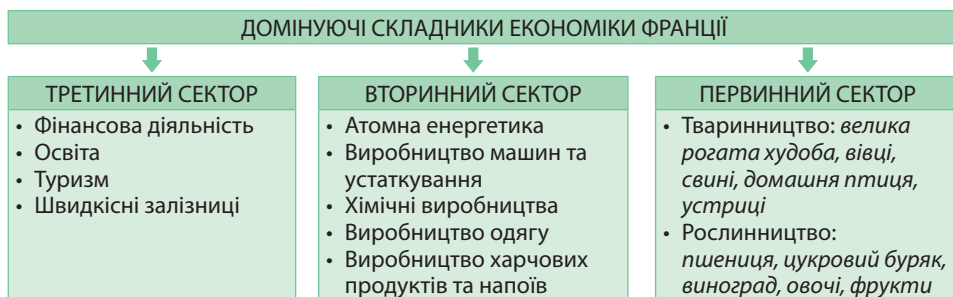 ДОМІНУЮЧІ СКЛАДНИКИ ЕКОНОМІКИ ФРАНЦІЇ
ТРЕТИННИЙ СЕКТОР
• Фінансова діяльність
• Освіта
• Туризм
• Швидкісні залізниці
ВТОРИННИЙ СЕКТОР
• Атомна енергетика
• Виробництво машин та
устаткування
• Хімічні виробництва
• Виробництво одягу
• Виробництво харчових
продуктів та напоїв
ПЕРВИННИЙ СЕКТОР
• Тваринництво: велика
рогата худоба, вівці,
свині, домашня птиця,
устриці
• Рослинництво:
пшениця, цукровий буряк,
виноград, овочі, фрукти